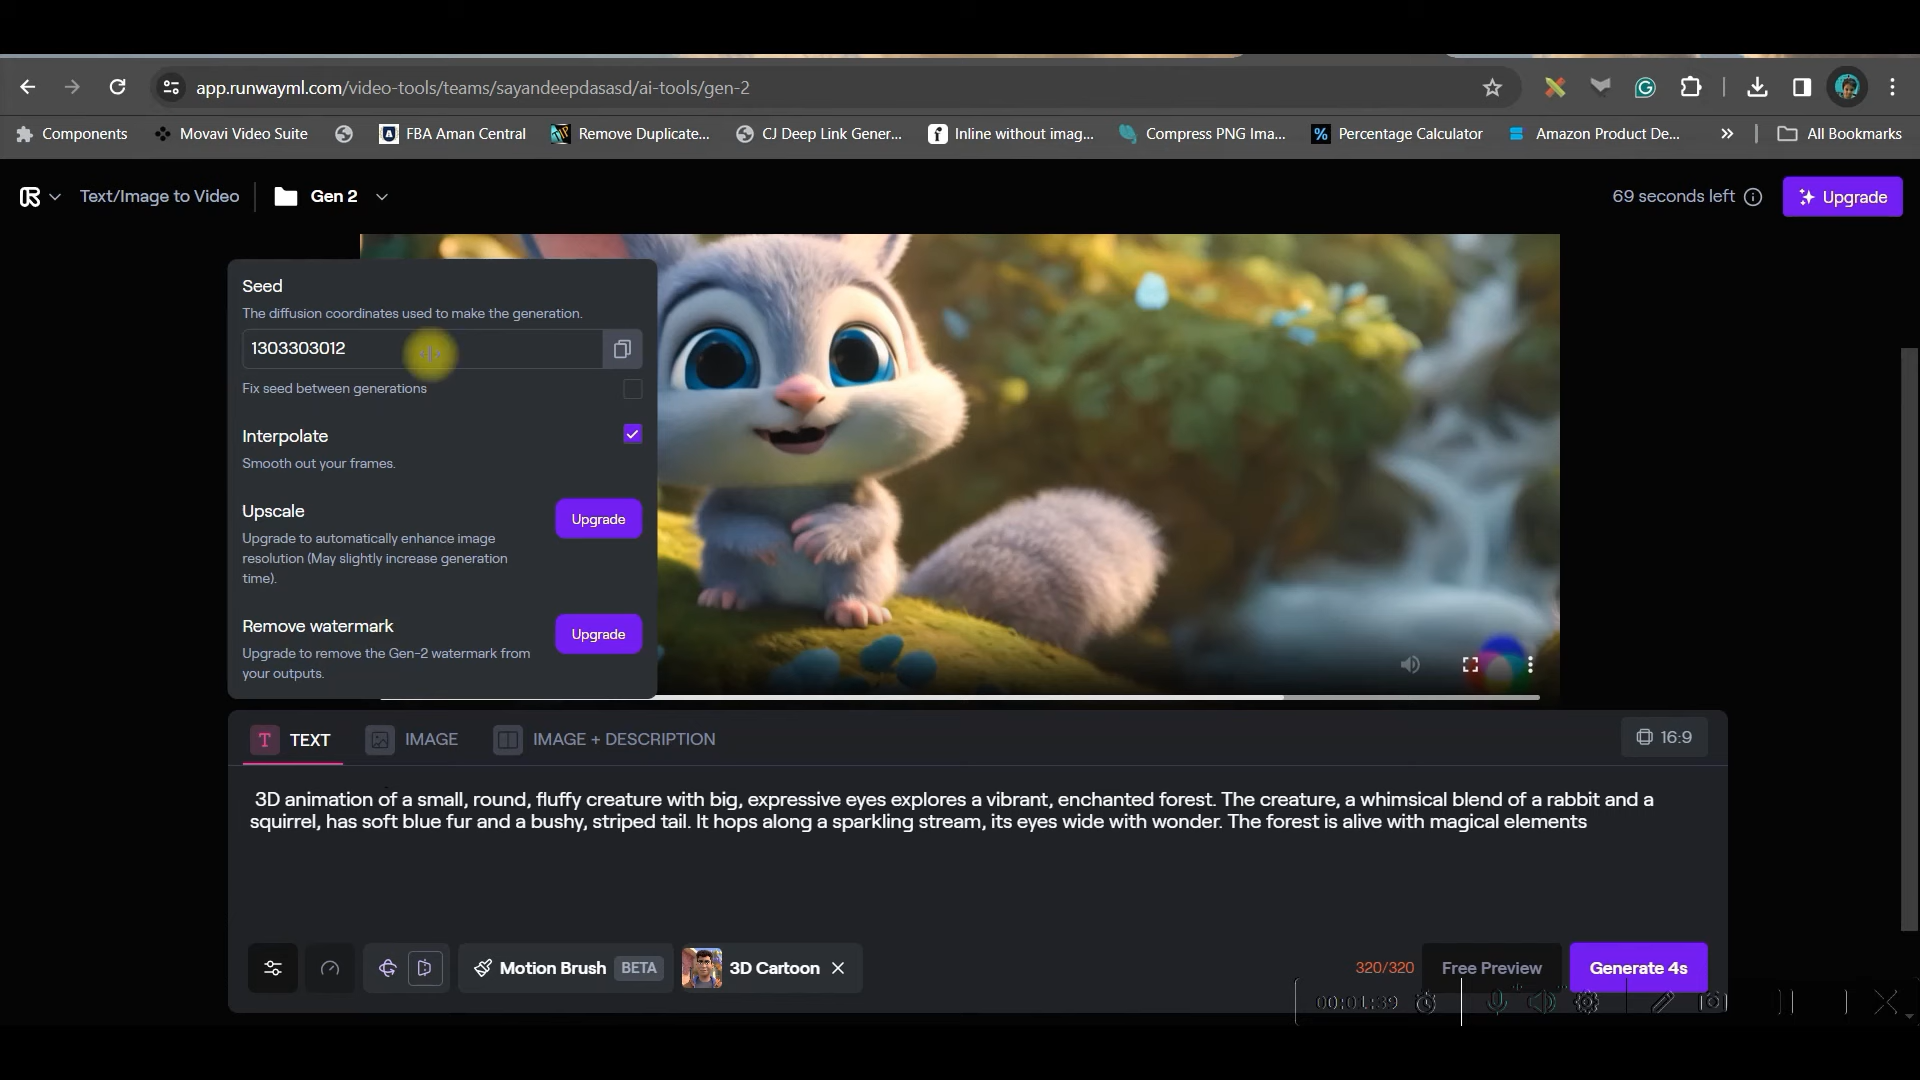 app.runwayml.com/video-tools/teams/sayandeepdasasd/ai-tools/gen-2
Components
Movavi Video Suite
FBA Aman Central
Remove Duplicate...
CJ Deep Link Gener...
Inline without imag...
Compress PNG Ima...
Percentage Calculator
Amazon Product De...
All Bookmarks
Text/Image to Video
Gen 2
69 seconds left
Upgrade
Seed
The diffusion coordinates used to make the generation.
1303303012
Fix seed between generations
Interpolate
Smooth out your frames.
Upscale
Upgrade
Upgrade to automatically enhance image
resolution (May slightly increase generation
time).
Remove watermark
Upgrade
Upgrade to remove the Gen-2 watermark from
your outputs.
TEXT
IMAGE
IMAGE + DESCRIPTION
16:9
3D animation of a small, round, fluffy creature with big, expressive eyes explores a vibrant, enchanted forest. The creature, a whimsical blend of a rabbit and a
squirrel, has soft blue fur and a bushy, striped tail. It hops along a sparkling stream, its eyes wide with wonder. The forest is alive with magical elements
Motion Brush
BETA
3D Cartoon
320/320
Free Preview
Generate 4s
00:01:39